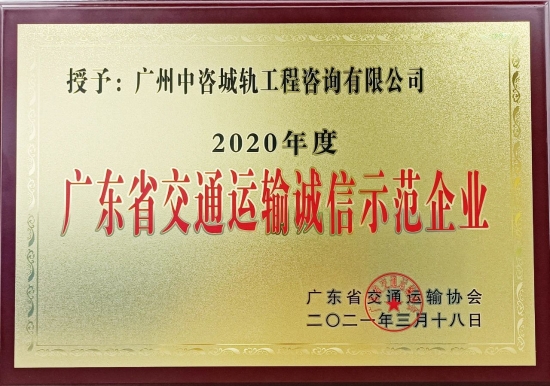 授予：广州中咨城轨工程咨询有限公司
2020年度
广东省交通运输诚信示范企业
广东省交通运输协会
二〇二一年三月十八日